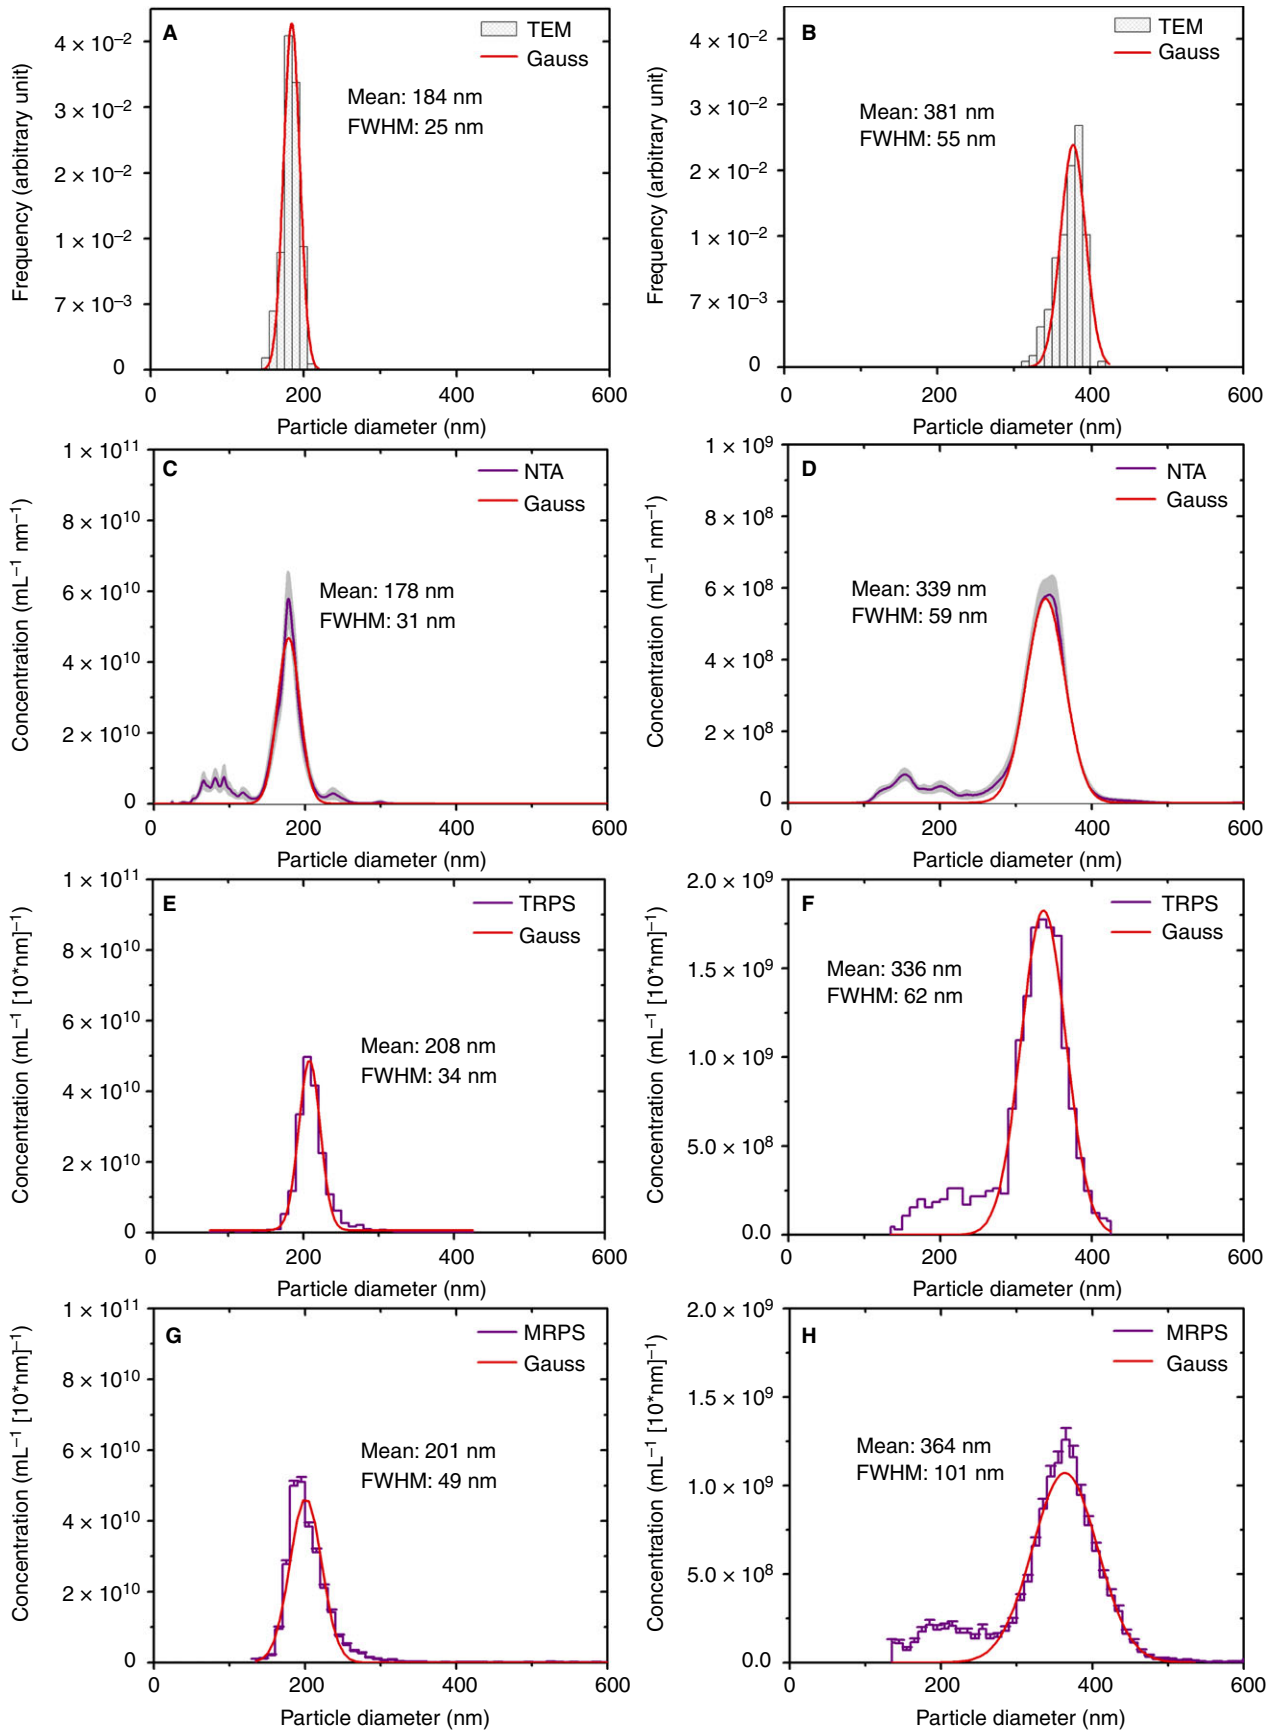 A
TEM
Gauss
Mean: 184 nm
FWHM: 25 nm
Frequency (arbitrary unit)
4 × 10⁻²
3 × 10⁻²
2 × 10⁻²
1 × 10⁻²
7 × 10⁻³
0
0 200 400 600
Particle diameter (nm)
B
TEM
Gauss
Mean: 381 nm
FWHM: 55 nm
Frequency (arbitrary unit)
4 × 10⁻²
3 × 10⁻²
2 × 10⁻²
1 × 10⁻²
7 × 10⁻³
0
0 200 400 600
Particle diameter (nm)
C
NTA
Gauss
Mean: 178 nm
FWHM: 31 nm
Concentration (mL⁻¹ nm⁻¹)
1 × 10¹¹
8 × 10¹⁰
6 × 10¹⁰
4 × 10¹⁰
2 × 10¹⁰
0
0 200 400 600
Particle diameter (nm)
D
NTA
Gauss
Mean: 339 nm
FWHM: 59 nm
Concentration (mL⁻¹ nm⁻¹)
1 × 10⁹
8 × 10⁸
6 × 10⁸
4 × 10⁸
2 × 10⁸
0
0 200 400 600
Particle diameter (nm)
E
TRPS
Gauss
Mean: 208 nm
FWHM: 34 nm
Concentration (mL⁻¹ [10*nm]⁻¹)
1 × 10¹¹
8 × 10¹⁰
6 × 10¹⁰
4 × 10¹⁰
2 × 10¹⁰
0
0 200 400 600
Particle diameter (nm)
F
TRPS
Gauss
Mean: 336 nm
FWHM: 62 nm
Concentration (mL⁻¹ [10*nm]⁻¹)
2.0 × 10⁹
1.5 × 10⁹
1.0 × 10⁹
5.0 × 10⁸
0.0
0 200 400 600
Particle diameter (nm)
G
MRPS
Gauss
Mean: 201 nm
FWHM: 49 nm
Concentration (mL⁻¹ [10*nm]⁻¹)
1 × 10¹¹
8 × 10¹⁰
6 × 10¹⁰
4 × 10¹⁰
2 × 10¹⁰
0
0 200 400 600
Particle diameter (nm)
H
MRPS
Gauss
Mean: 364 nm
FWHM: 101 nm
Concentration (mL⁻¹ [10*nm]⁻¹)
2.0 × 10⁹
1.5 × 10⁹
1.0 × 10⁹
5.0 × 10⁸
0.0
0 200 400 600
Particle diameter (nm)